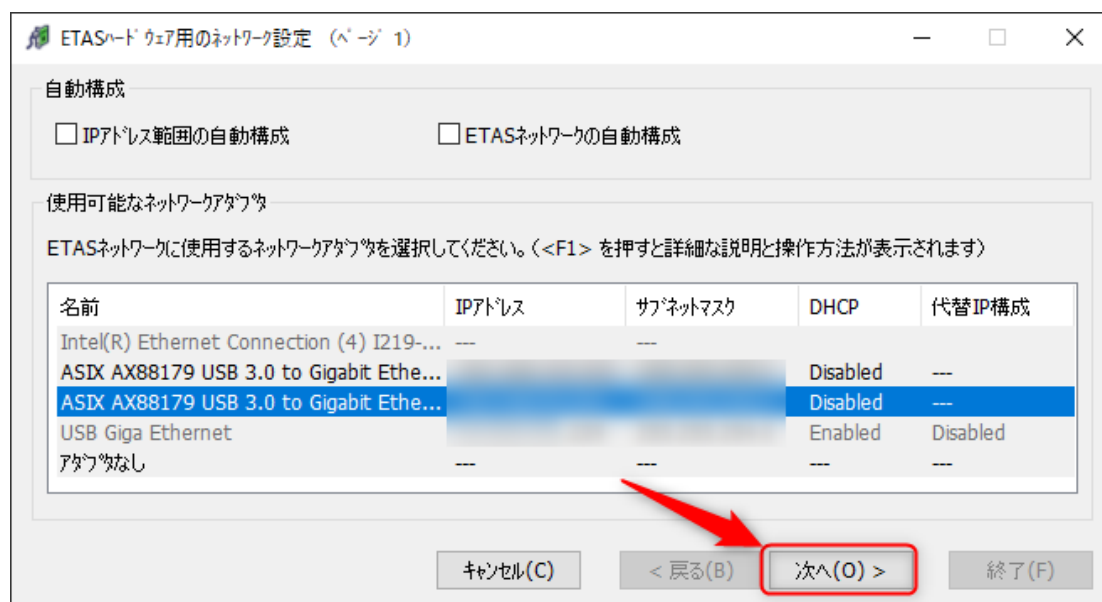 ETASハードウェア用のネットワーク設定 (ページ 1)
自動構成
IPアドレス範囲の自動構成 ETASネットワークの自動構成
使用可能なネットワークアダプタ
ETASネットワークに使用するネットワークアダプタを選択してください。(<F1> を押すと詳細な説明と操作方法が表示されます)
名前 IPアドレス サブネットマスク DHCP 代替IP構成
Intel(R) Ethernet Connection (4) I219-... --- ---
ASIX AX88179 USB 3.0 to Gigabit Ethe... Disabled ---
ASIX AX88179 USB 3.0 to Gigabit Ethe... Disabled ---
USB Giga Ethernet Enabled Disabled
アダプタなし --- --- --- ---
キャンセル(C) < 戻る(B) 次へ(O) > 終了(F)